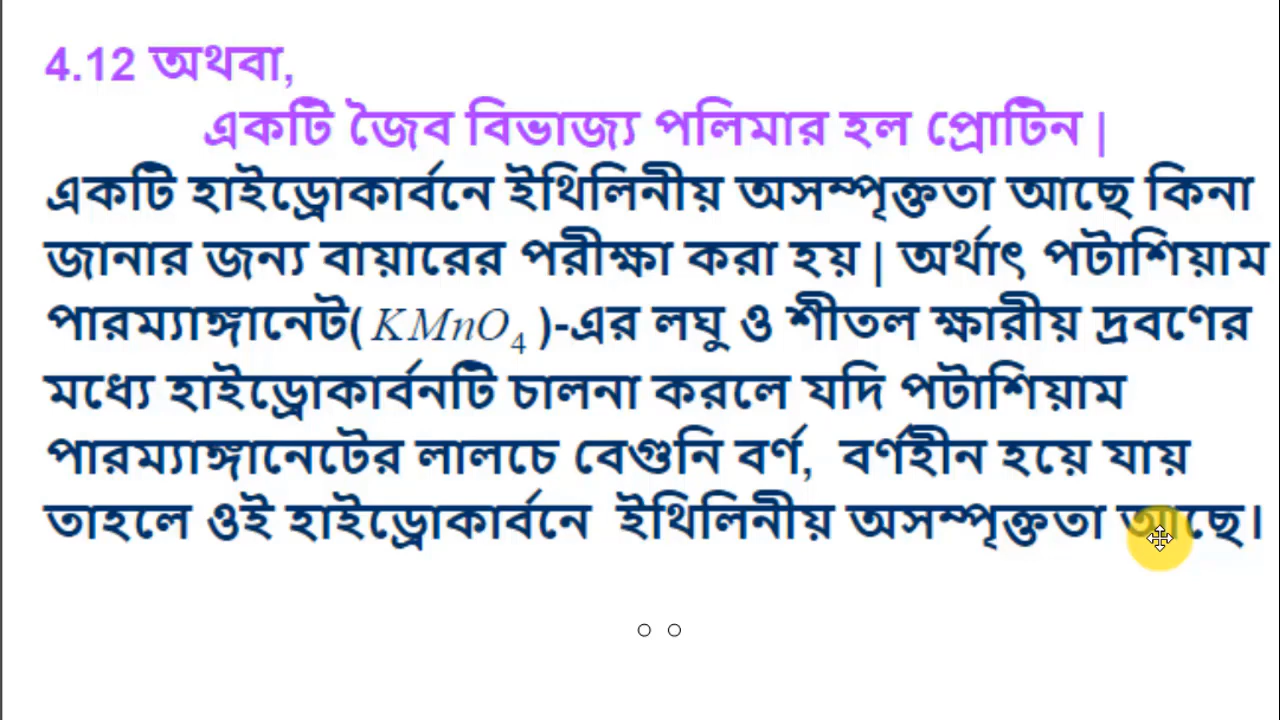 4.12 অথবা,
একটি জৈব বিভাজ্য পলিমার হল প্রোটিন |
একটি হাইড্রোকার্বনে ইথিলিনীয় অসম্পৃক্ততা আছে কিনা
জানার জন্য বায়ারের পরীক্ষা করা হয় | অর্থাৎ পটাশিয়াম
পারম্যাঙ্গানেট( KMnO₄ )-এর লঘু ও শীতল ক্ষারীয় দ্রবণের
মধ্যে হাইড্রোকার্বনটি চালনা করলে যদি পটাশিয়াম
পারম্যাঙ্গানেটের লালচে বেগুনি বর্ণ, বর্ণহীন হয়ে যায়
তাহলে ওই হাইড্রোকার্বনে ইথিলিনীয় অসম্পৃক্ততা আছে।